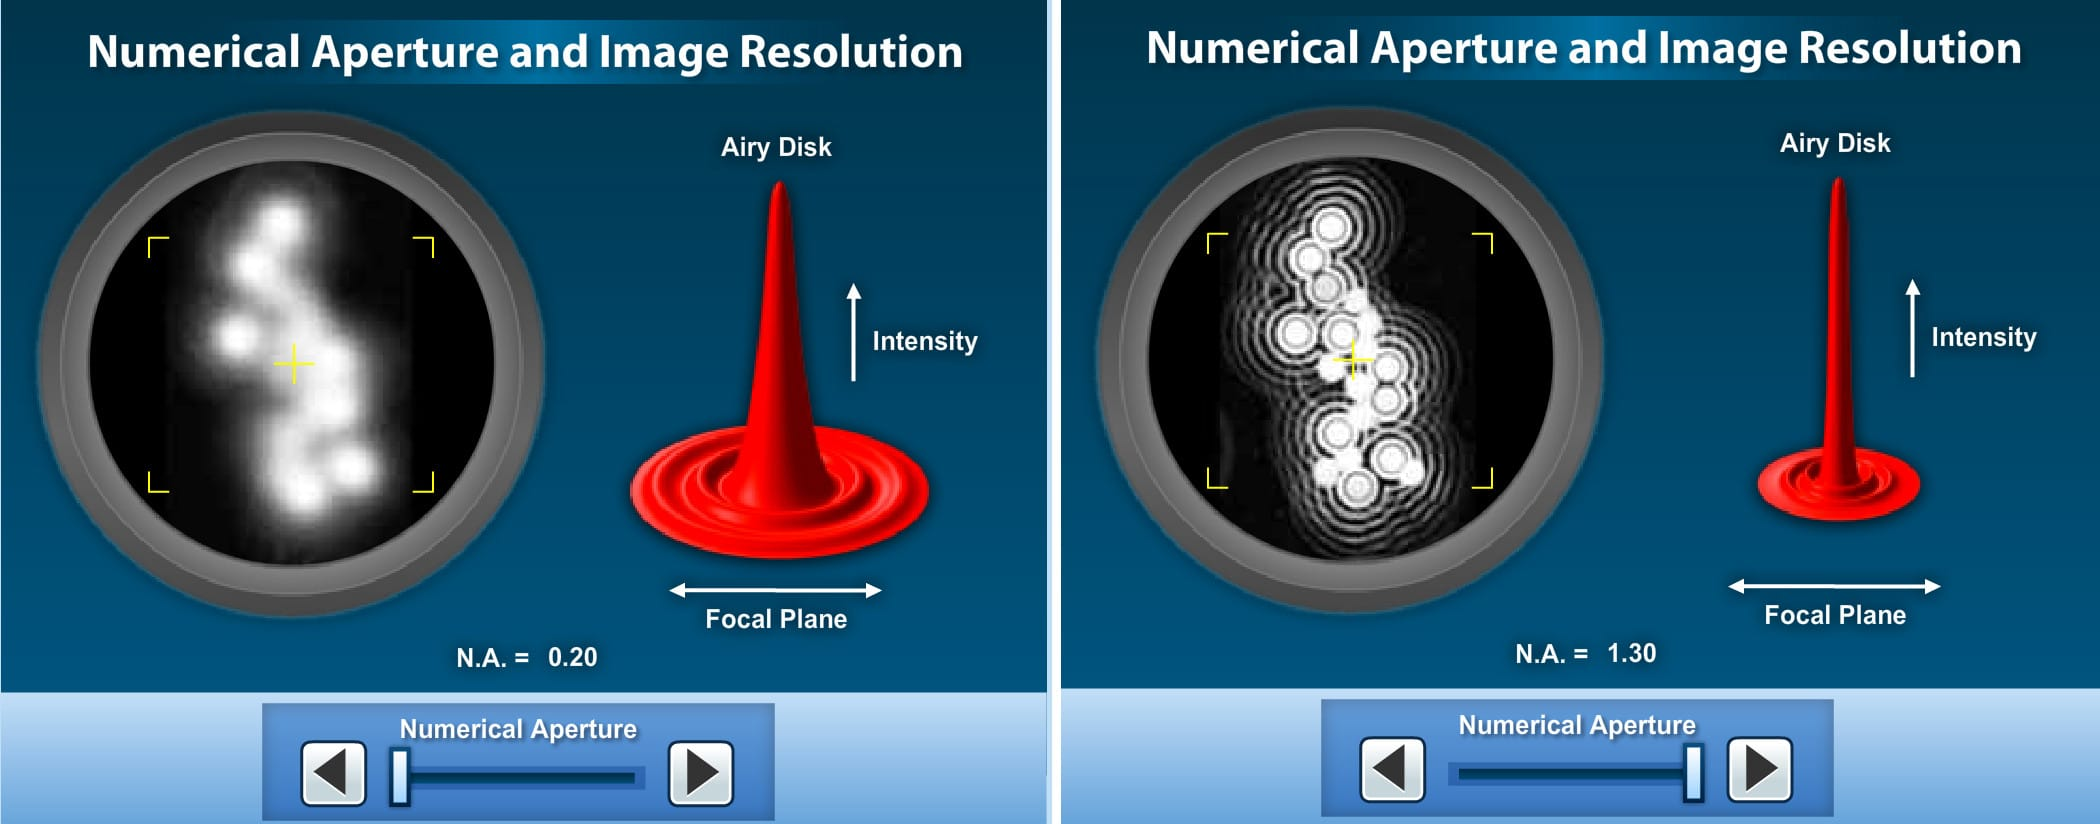 Numerical Aperture and Image Resolution
Airy Disk
Intensity
Focal Plane
N.A. = 0.20
Numerical Aperture
Numerical Aperture and Image Resolution
Airy Disk
Intensity
Focal Plane
N.A. = 1.30
Numerical Aperture